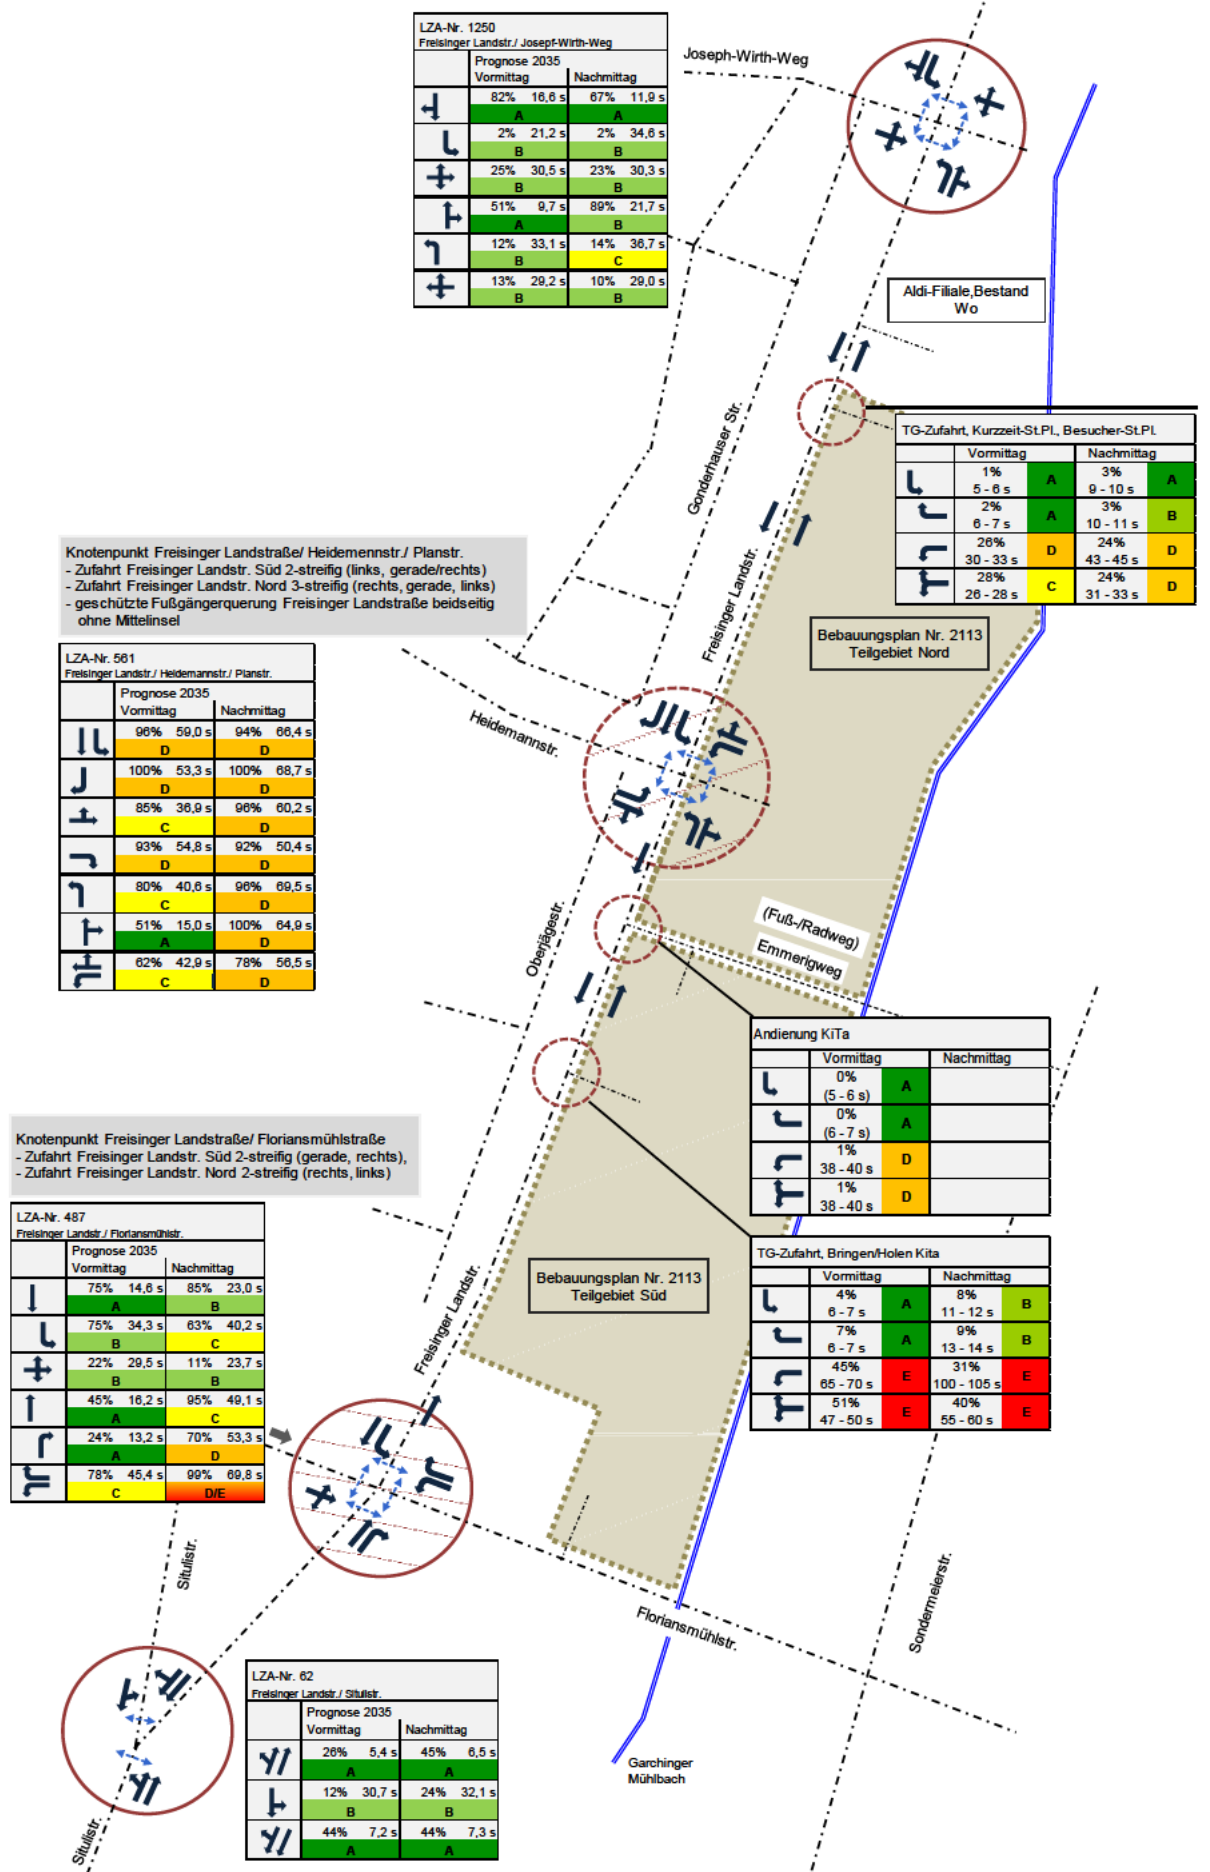 LZA-Nr. 1250
Freisinger Landstr./ Josepf-Wirth-Weg
Prognose 2035
Vormittag Nachmittag
82% 16,6 s 67% 11,9 s
A A
2% 21,2 s 2% 34,6 s
B B
25% 30,5 s 23% 30,3 s
B B
51% 9,7 s 89% 21,7 s
A B
12% 33,1 s 14% 36,7 s
B C
13% 29,2 s 10% 29,0 s
B B
Joseph-Wirth-Weg
Aldi-Filiale,Bestand
Wo
Gonderhauser Str.
Freisinger Landstr.
TG-Zufahrt, Kurzzeit-St.Pl., Besucher-St.Pl.
Vormittag Nachmittag
1% A 3% A
5 - 6 s 9 - 10 s
2% A 3% B
6 - 7 s 10 - 11 s
26% D 24% D
30 - 33 s 43 - 45 s
28% C 24% D
26 - 28 s 31 - 33 s
Knotenpunkt Freisinger Landstraße/ Heidemennstr./ Planstr.
- Zufahrt Freisinger Landstr. Süd 2-streifig (links, gerade/rechts)
- Zufahrt Freisinger Landstr. Nord 3-streifig (rechts, gerade, links)
- geschützte Fußgängerquerung Freisinger Landstraße beidseitig
ohne Mittelinsel
Bebauungsplan Nr. 2113
Teilgebiet Nord
LZA-Nr. 561
Freisinger Landstr./ Heidemannstr./ Planstr.
Prognose 2035
Vormittag Nachmittag
96% 59,0 s 94% 66,4 s
D D
100% 53,3 s 100% 68,7 s
D D
85% 36,9 s 96% 60,2 s
C D
93% 54,8 s 92% 50,4 s
D D
80% 40,6 s 96% 69,5 s
C D
51% 15,0 s 100% 64,9 s
A D
62% 42,9 s 78% 56,5 s
C D
Heidemannstr.
Oberjägestr.
(Fuß-/Radweg)
Emmerigweg
Andienung KiTa
Vormittag Nachmittag
0% A
(5 - 6 s)
0% A
(6 - 7 s)
1% D
38 - 40 s
1% D
38 - 40 s
Knotenpunkt Freisinger Landstraße/ Floriansmühlstraße
- Zufahrt Freisinger Landstr. Süd 2-streifig (gerade, rechts),
- Zufahrt Freisinger Landstr. Nord 2-streifig (rechts, links)
LZA-Nr. 487
Freisinger Landstr./ Floriansmühlstr.
Prognose 2035
Vormittag Nachmittag
75% 14,6 s 85% 23,0 s
A B
75% 34,3 s 63% 40,2 s
B C
22% 29,5 s 11% 23,7 s
B B
45% 16,2 s 95% 49,1 s
A C
24% 13,2 s 70% 53,3 s
A D
78% 45,4 s 99% 69,8 s
C D/E
Freisinger Landstr.
Bebauungsplan Nr. 2113
Teilgebiet Süd
TG-Zufahrt, Bringen/Holen Kita
Vormittag Nachmittag
4% A 8% B
6 - 7 s 11 - 12 s
7% A 9% B
6 - 7 s 13 - 14 s
45% E 31% E
65 - 70 s 100 - 105 s
51% E 40% E
47 - 50 s 55 - 60 s
Situlistr.
Floriansmühlstr.
Sondermeierstr.
LZA-Nr. 62
Freisinger Landstr./ Situlistr.
Prognose 2035
Vormittag Nachmittag
26% 5,4 s 45% 6,5 s
A A
12% 30,7 s 24% 32,1 s
B B
44% 7,2 s 44% 7,3 s
A A
Garchinger
Mühlbach
Situlistr.